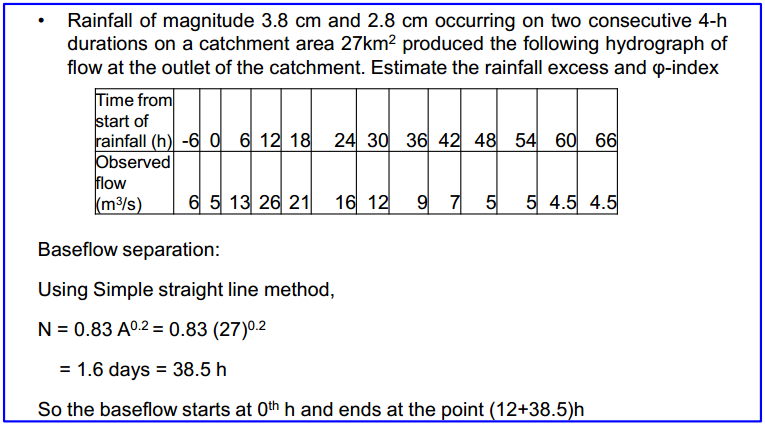 • Rainfall of magnitude 3.8 cm and 2.8 cm occurring on two consecutive 4-h
durations on a catchment area 27km² produced the following hydrograph of
flow at the outlet of the catchment. Estimate the rainfall excess and φ-index
Time from
start of
rainfall (h) -6 0 6 12 18 24 30 36 42 48 54 60 66
Observed
flow
(m³/s) 6 5 13 26 21 16 12 9 7 5 5 4.5 4.5
Baseflow separation:
Using Simple straight line method,
N = 0.83 A⁰·² = 0.83 (27)⁰·²
= 1.6 days = 38.5 h
So the baseflow starts at 0ᵗʰ h and ends at the point (12+38.5)h